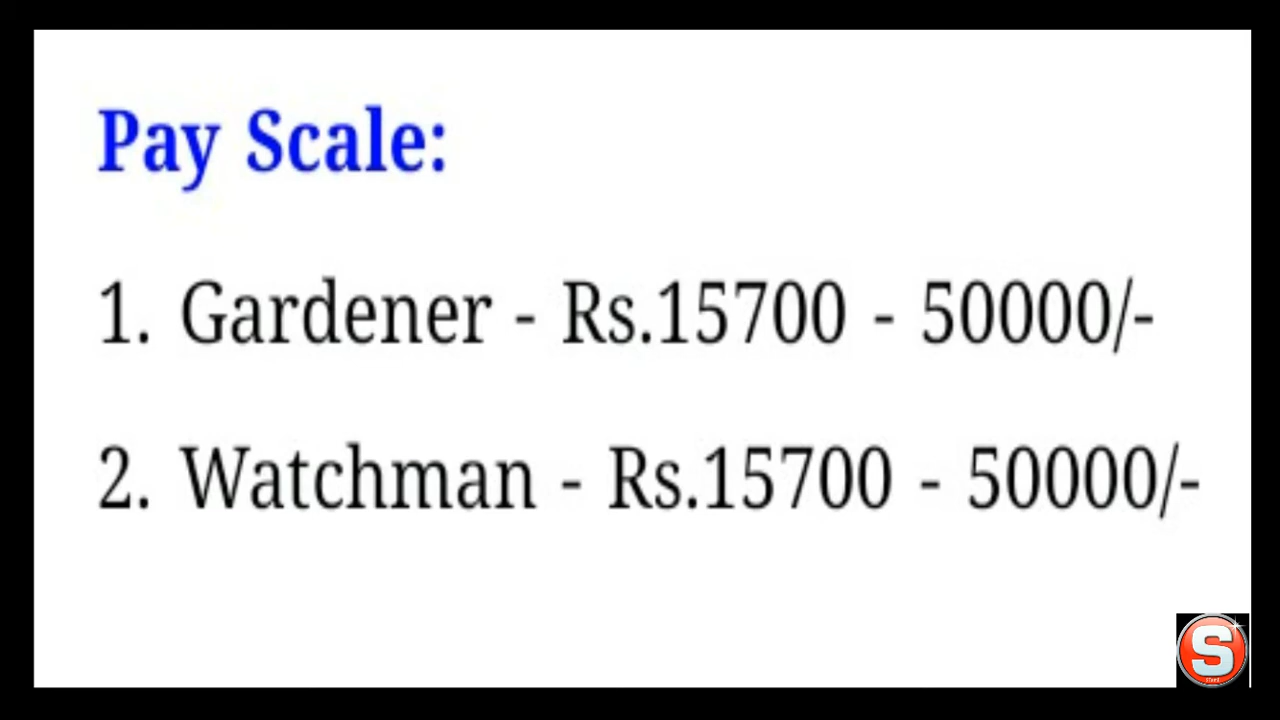 Pay Scale:
1. Gardener - Rs.15700 - 50000/-
2. Watchman - Rs.15700 - 50000/-
S